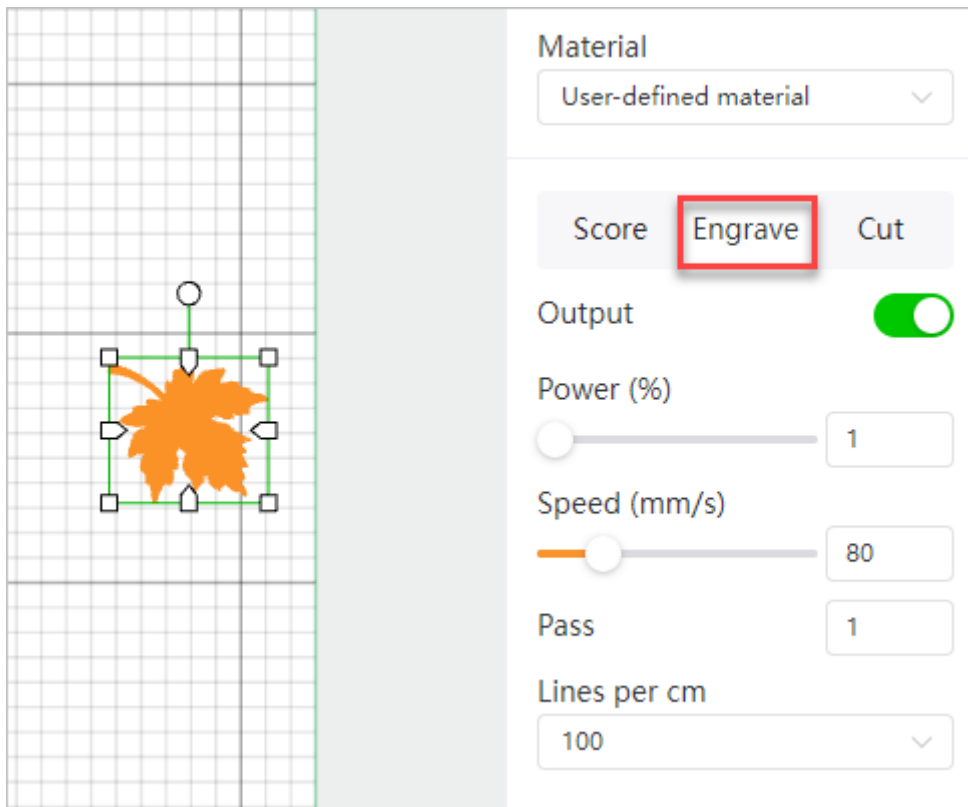 Material
User-defined material
Score Engrave Cut
Output
Power (%)
1
Speed (mm/s)
80
Pass
1
Lines per cm
100